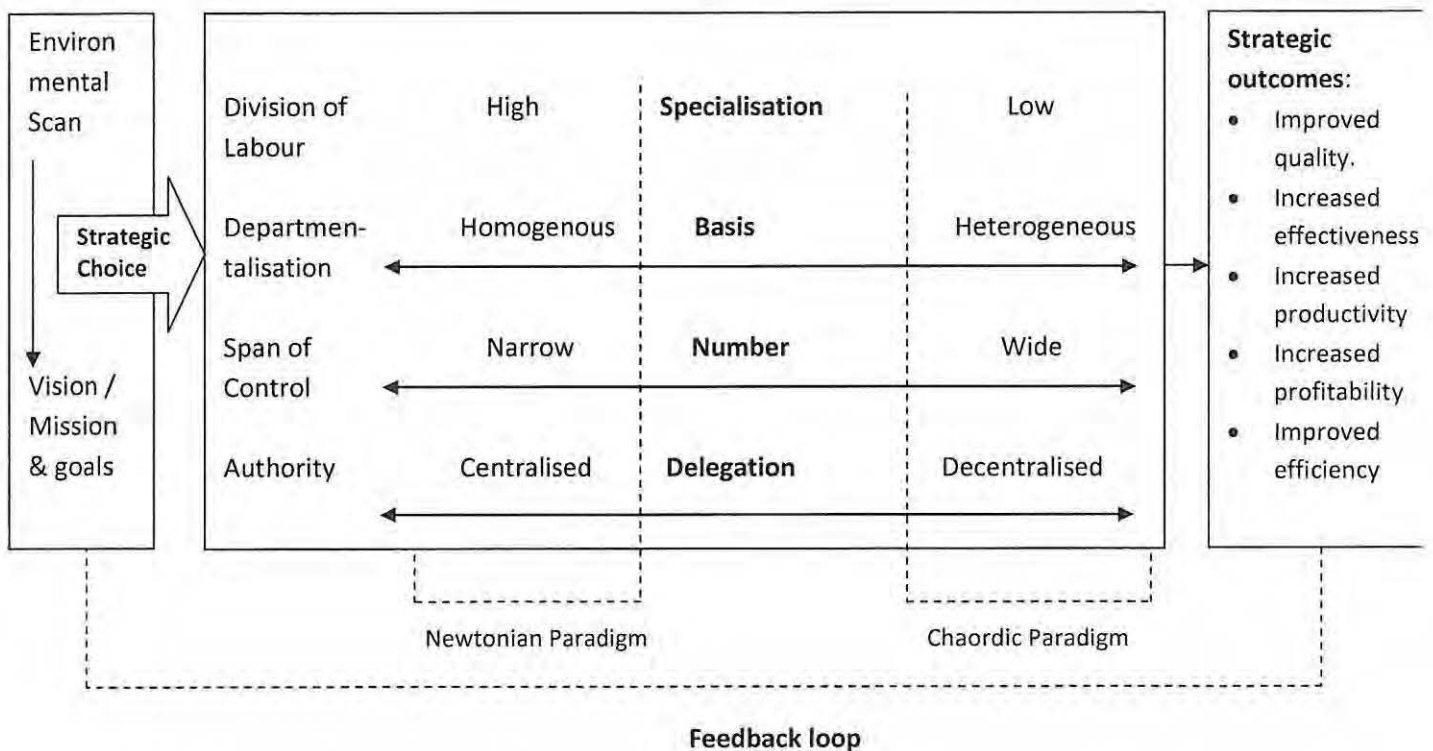 Environ
mental
Scan
Vision /
Mission
& goals
Strategic
Choice
Division of
Labour
High
Specialisation
Low
Departmen-
talisation
Homogenous
Basis
Heterogeneous
Span of
Control
Narrow
Number
Wide
Authority
Centralised
Delegation
Decentralised
Strategic
outcomes:
• Improved
quality.
• Increased
effectiveness
• Increased
productivity
• Increased
profitability
• Improved
efficiency
Newtonian Paradigm
Chaordic Paradigm
Feedback loop